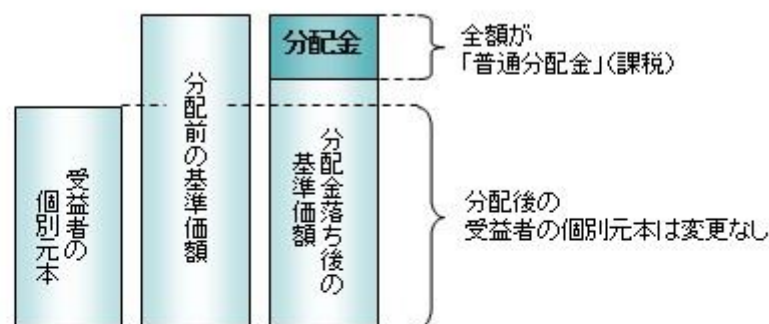 受益者の
個別元本
分配前の基準価額
分配金
分配金落ち後の
基準価額
全額が
「普通分配金」(課税)
分配後の
受益者の個別元本は変更なし